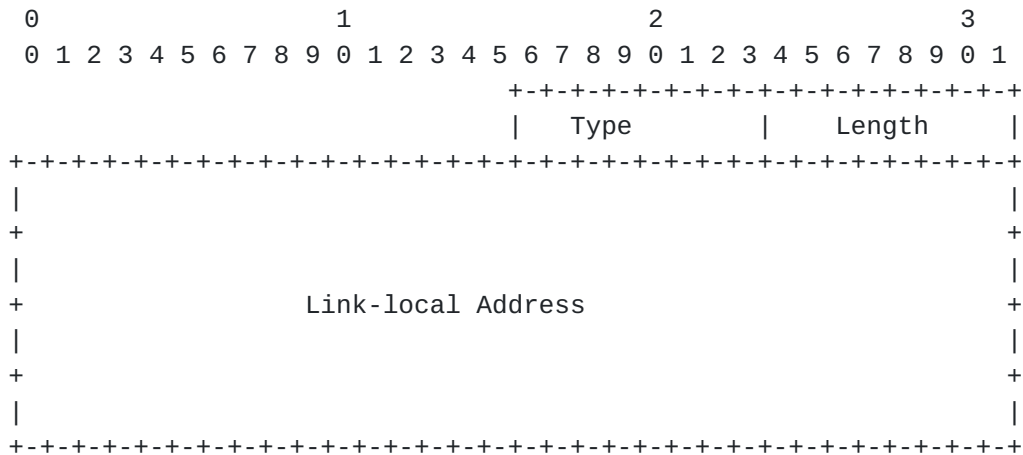 0                   1                   2                   3
 0 1 2 3 4 5 6 7 8 9 0 1 2 3 4 5 6 7 8 9 0 1 2 3 4 5 6 7 8 9 0 1
                                +-+-+-+-+-+-+-+-+-+-+-+-+-+-+-+-+
                                |   Type        |    Length     |
+-+-+-+-+-+-+-+-+-+-+-+-+-+-+-+-+-+-+-+-+-+-+-+-+-+-+-+-+-+-+-+-+
|                                                               |
+                                                               +
|                                                               |
+                  Link-local Address                           +
|                                                               |
+                                                               +
|                                                               |
+-+-+-+-+-+-+-+-+-+-+-+-+-+-+-+-+-+-+-+-+-+-+-+-+-+-+-+-+-+-+-+-+